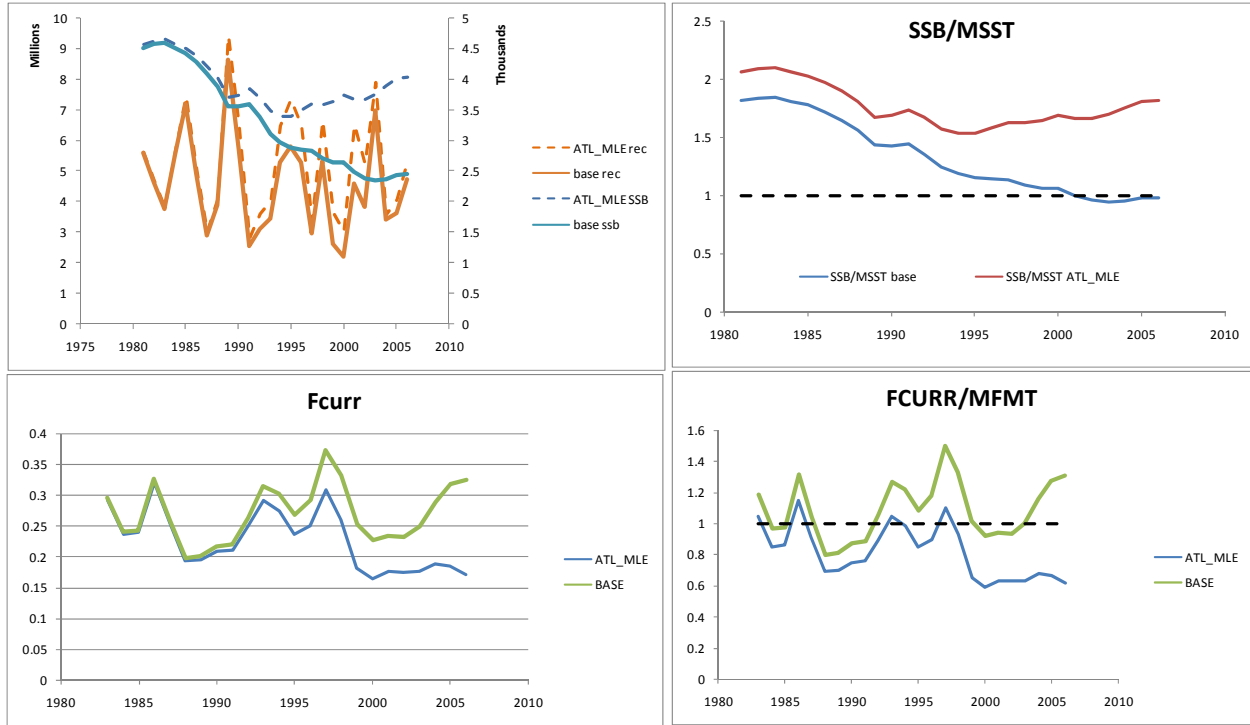 Millions
10
9
8
7
6
5
4
3
2
1
0
5
4.5
4
3.5
3
2.5
2
1.5
1
0.5
0
Thousands
1975 1980 1985 1990 1995 2000 2005 2010
ATL_MLE rec
base rec
ATL_MLE SSB
base ssb
SSB/MSST
2.5
2
1.5
1
0.5
0
1980 1985 1990 1995 2000 2005 2010
SSB/MSST base SSB/MSST ATL_MLE
Fcurr
0.4
0.35
0.3
0.25
0.2
0.15
0.1
0.05
0
1980 1985 1990 1995 2000 2005 2010
ATL_MLE
BASE
FCURR/MFMT
1.6
1.4
1.2
1
0.8
0.6
0.4
0.2
0
1980 1985 1990 1995 2000 2005 2010
ATL_MLE
BASE